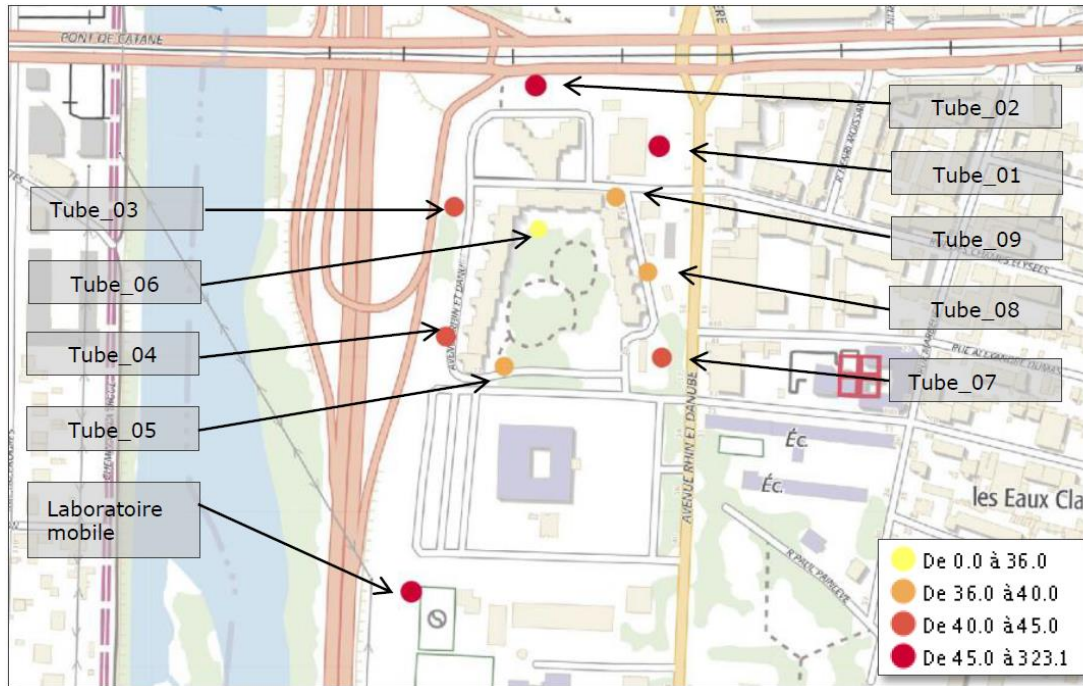 PONT DE CATANE
Tube_02
Tube_01
Tube_03
Tube_09
Tube_06
Tube_08
Tube_04
Tube_07
Tube_05
Laboratoire
mobile
AVENUE RHIN ET DANUBE
Éc.
Éc.
les Eaux Cla
R PAUL PAINLEVE
De 0.0 à 36.0
De 36.0 à 40.0
De 40.0 à 45.0
De 45.0 à 323.1